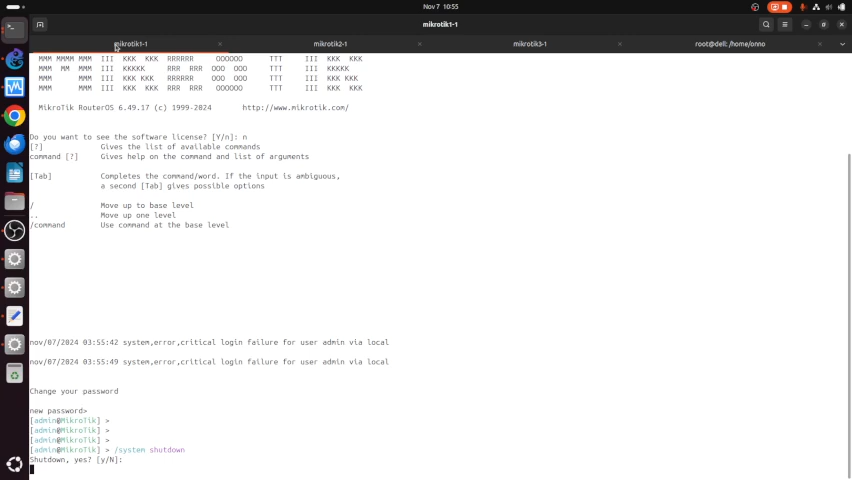 Nov 7 10:55
mikrotik1-1
mikrotik1-1
mikrotik2-1
mikrotik3-1
root@dell: /home/onno
MMM MMMM MMM III KKK KKK RRRRRR OOOOOO TTT III KKK KKK
MMM MM MMM III KKKKK RRR RRR OOO OOO TTT III KKKKK
MMM MMM III KKK KKK RRRRRR OOO OOO TTT III KKK KKK
MMM MMM III KKK KKK RRR RRR OOOOOO TTT III KKK KKK
MikroTik RouterOS 6.49.17 (c) 1999-2024 http://www.mikrotik.com/
Do you want to see the software license? [Y/n]: n
[?] Gives the list of available commands
command [?] Gives help on the command and list of arguments
[Tab] Completes the command/word. If the input is ambiguous,
a second [Tab] gives possible options
/ Move up to base level
.. Move up one level
/command Use command at the base level
nov/07/2024 03:55:42 system,error,critical login failure for user admin via local
nov/07/2024 03:55:49 system,error,critical login failure for user admin via local
Change your password
new password>
[admin@MikroTik] >
[admin@MikroTik] >
[admin@MikroTik] >
[admin@MikroTik] > /system shutdown
Shutdown, yes? [y/N]: